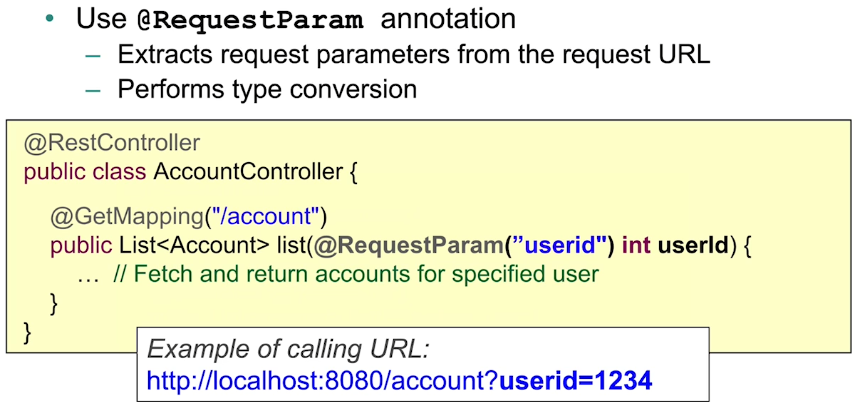 • Use @RequestParam annotation
– Extracts request parameters from the request URL
– Performs type conversion
@RestController
public class AccountController {
@GetMapping("/account")
public List<Account> list(@RequestParam(”userid") int userId) {
… // Fetch and return accounts for specified user
}
}
Example of calling URL:
http://localhost:8080/account?userid=1234